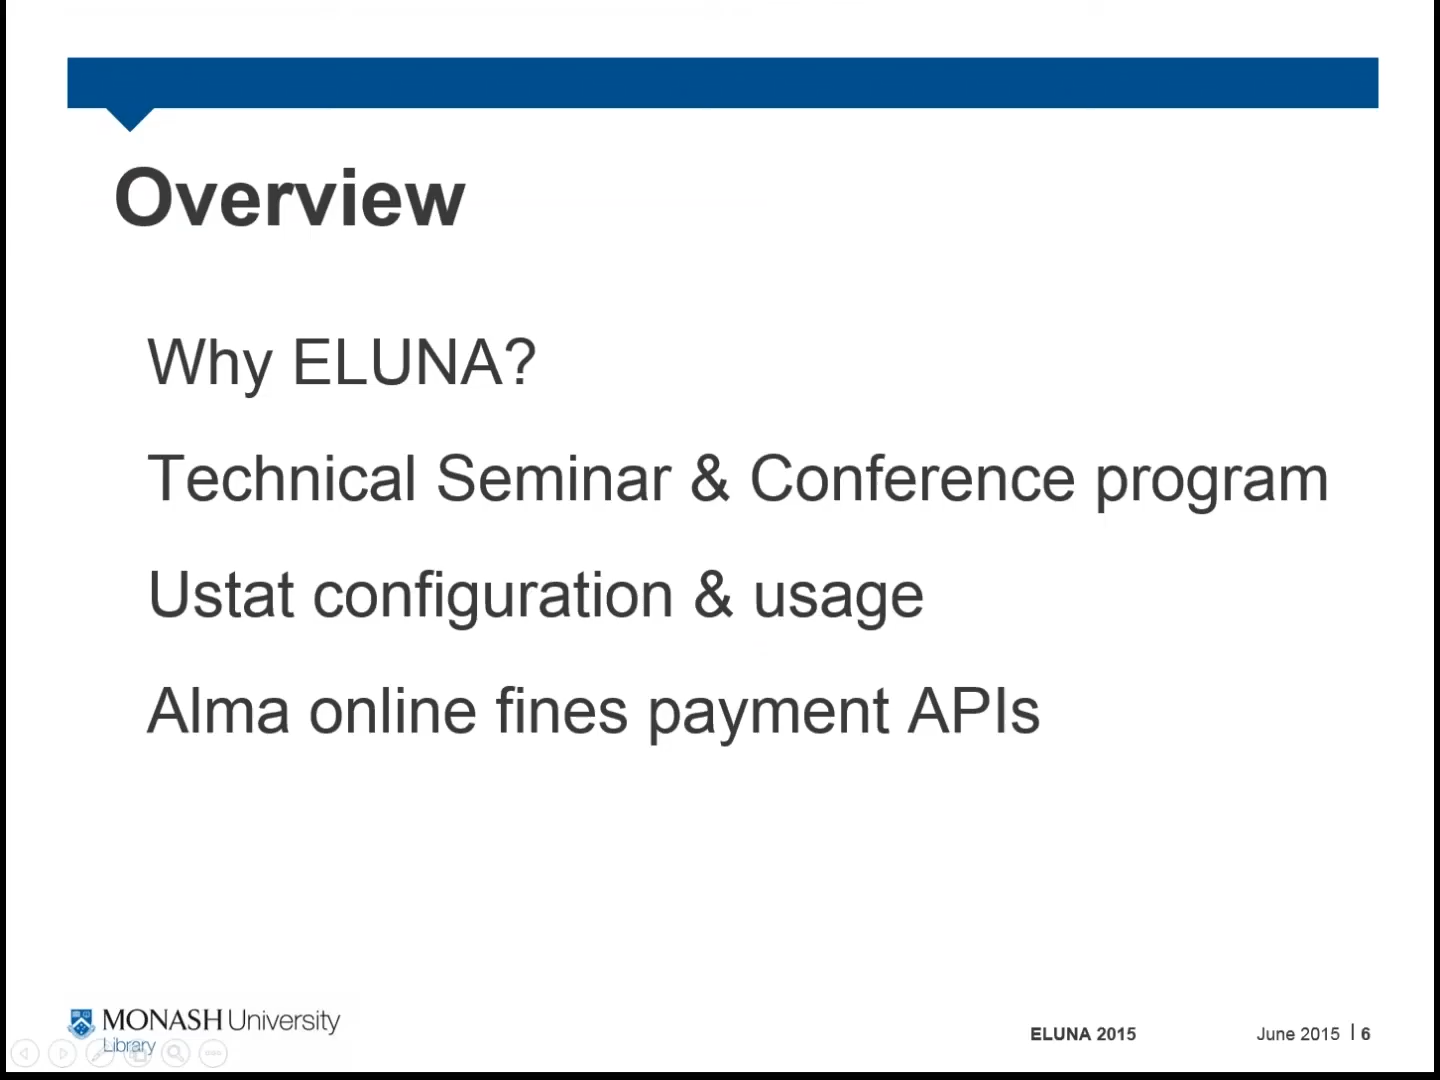 Overview
Why ELUNA?
Technical Seminar & Conference program
Ustat configuration & usage
Alma online fines payment APIs
MONASH University
Library
ELUNA 2015
June 2015 | 6